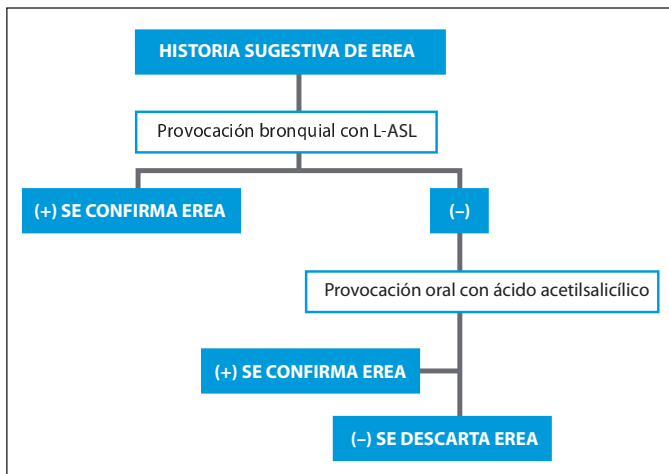 HISTORIA SUGESTIVA DE EREA
Provocación bronquial con L-ASL
(+) SE CONFIRMA EREA
(–)
Provocación oral con ácido acetilsalicílico
(+) SE CONFIRMA EREA
(–) SE DESCARTA EREA